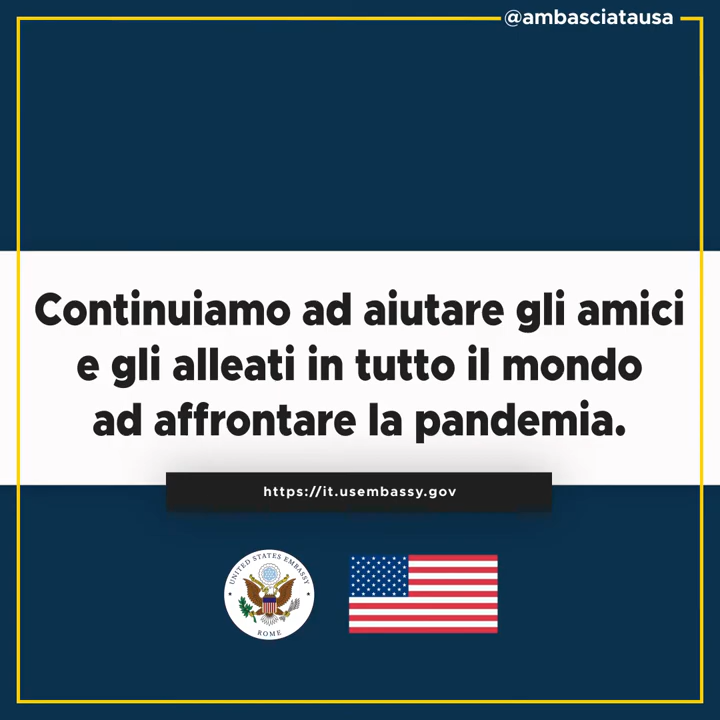 @ambasciatausa
Continuiamo ad aiutare gli amici
e gli alleati in tutto il mondo
ad affrontare la pandemia.
https://it.usembassy.gov
UNITED STATES EMBASSY
ROME